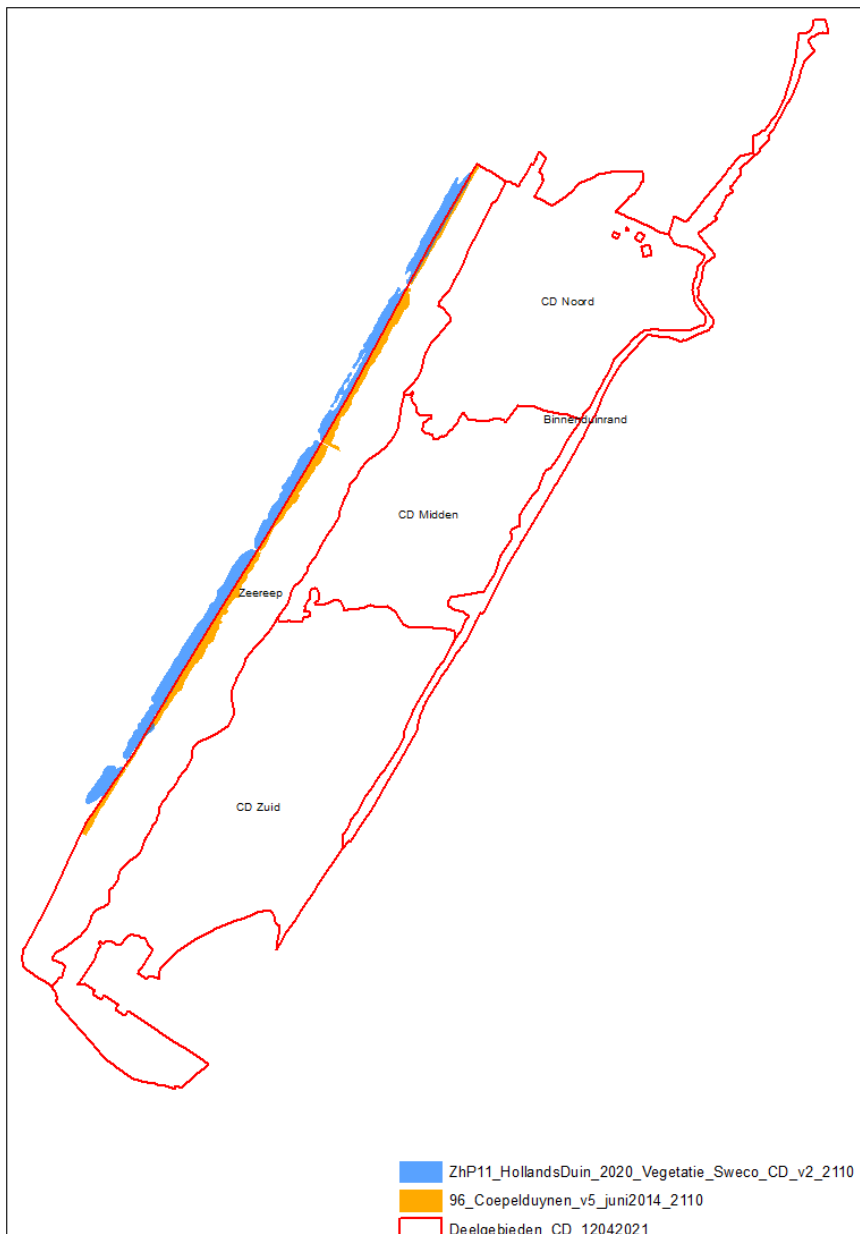 CD Noord
Binnenduinrand
CD Midden
Zeereep
CD Zuid
ZhP11_HollandsDuin_2020_Vegetatie_Sweco_CD_v2_2110
96_Coepelduynen_v5_juni2014_2110
Deelgebieden_CD_12042021